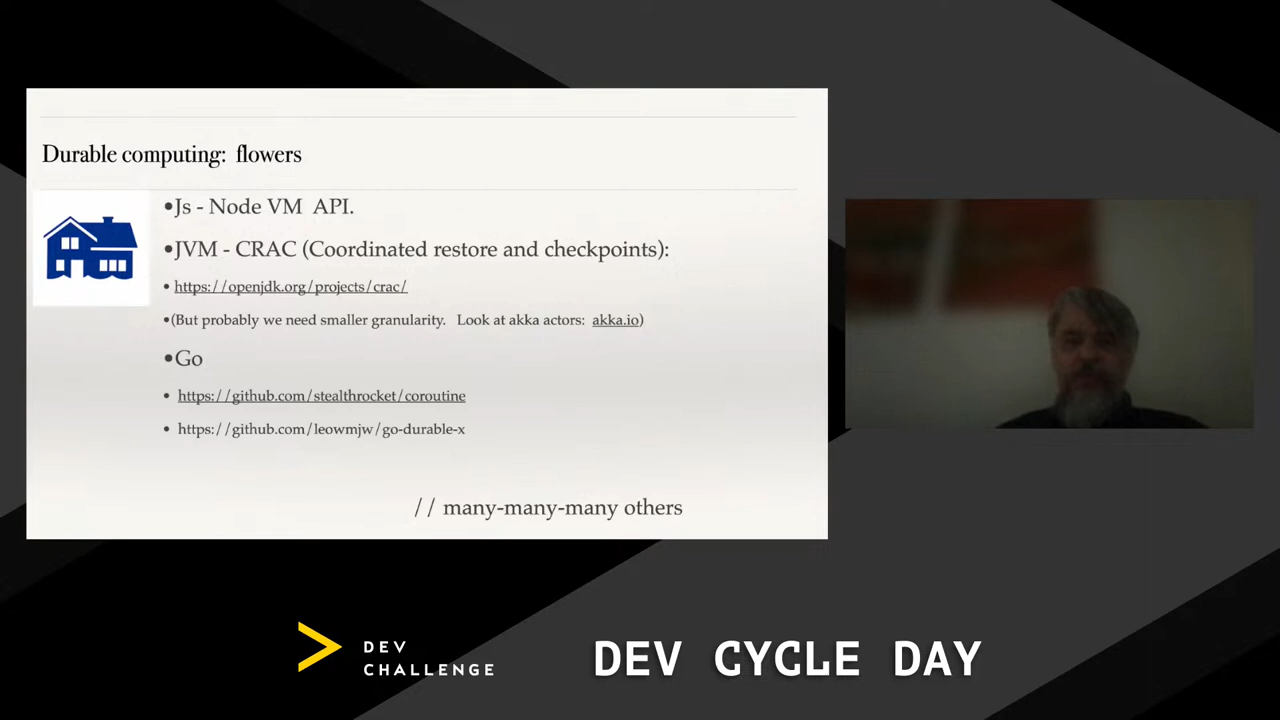 Durable computing: flowers
•Js - Node VM API.
•JVM - CRAC (Coordinated restore and checkpoints):
• https://openjdk.org/projects/crac/
•(But probably we need smaller granularity. Look at akka actors: akka.io)
•Go
• https://github.com/stealthrocket/coroutine
• https://github.com/leowmjw/go-durable-x
// many-many-many others
DEV
CHALLENGE
DEV CYCLE DAY